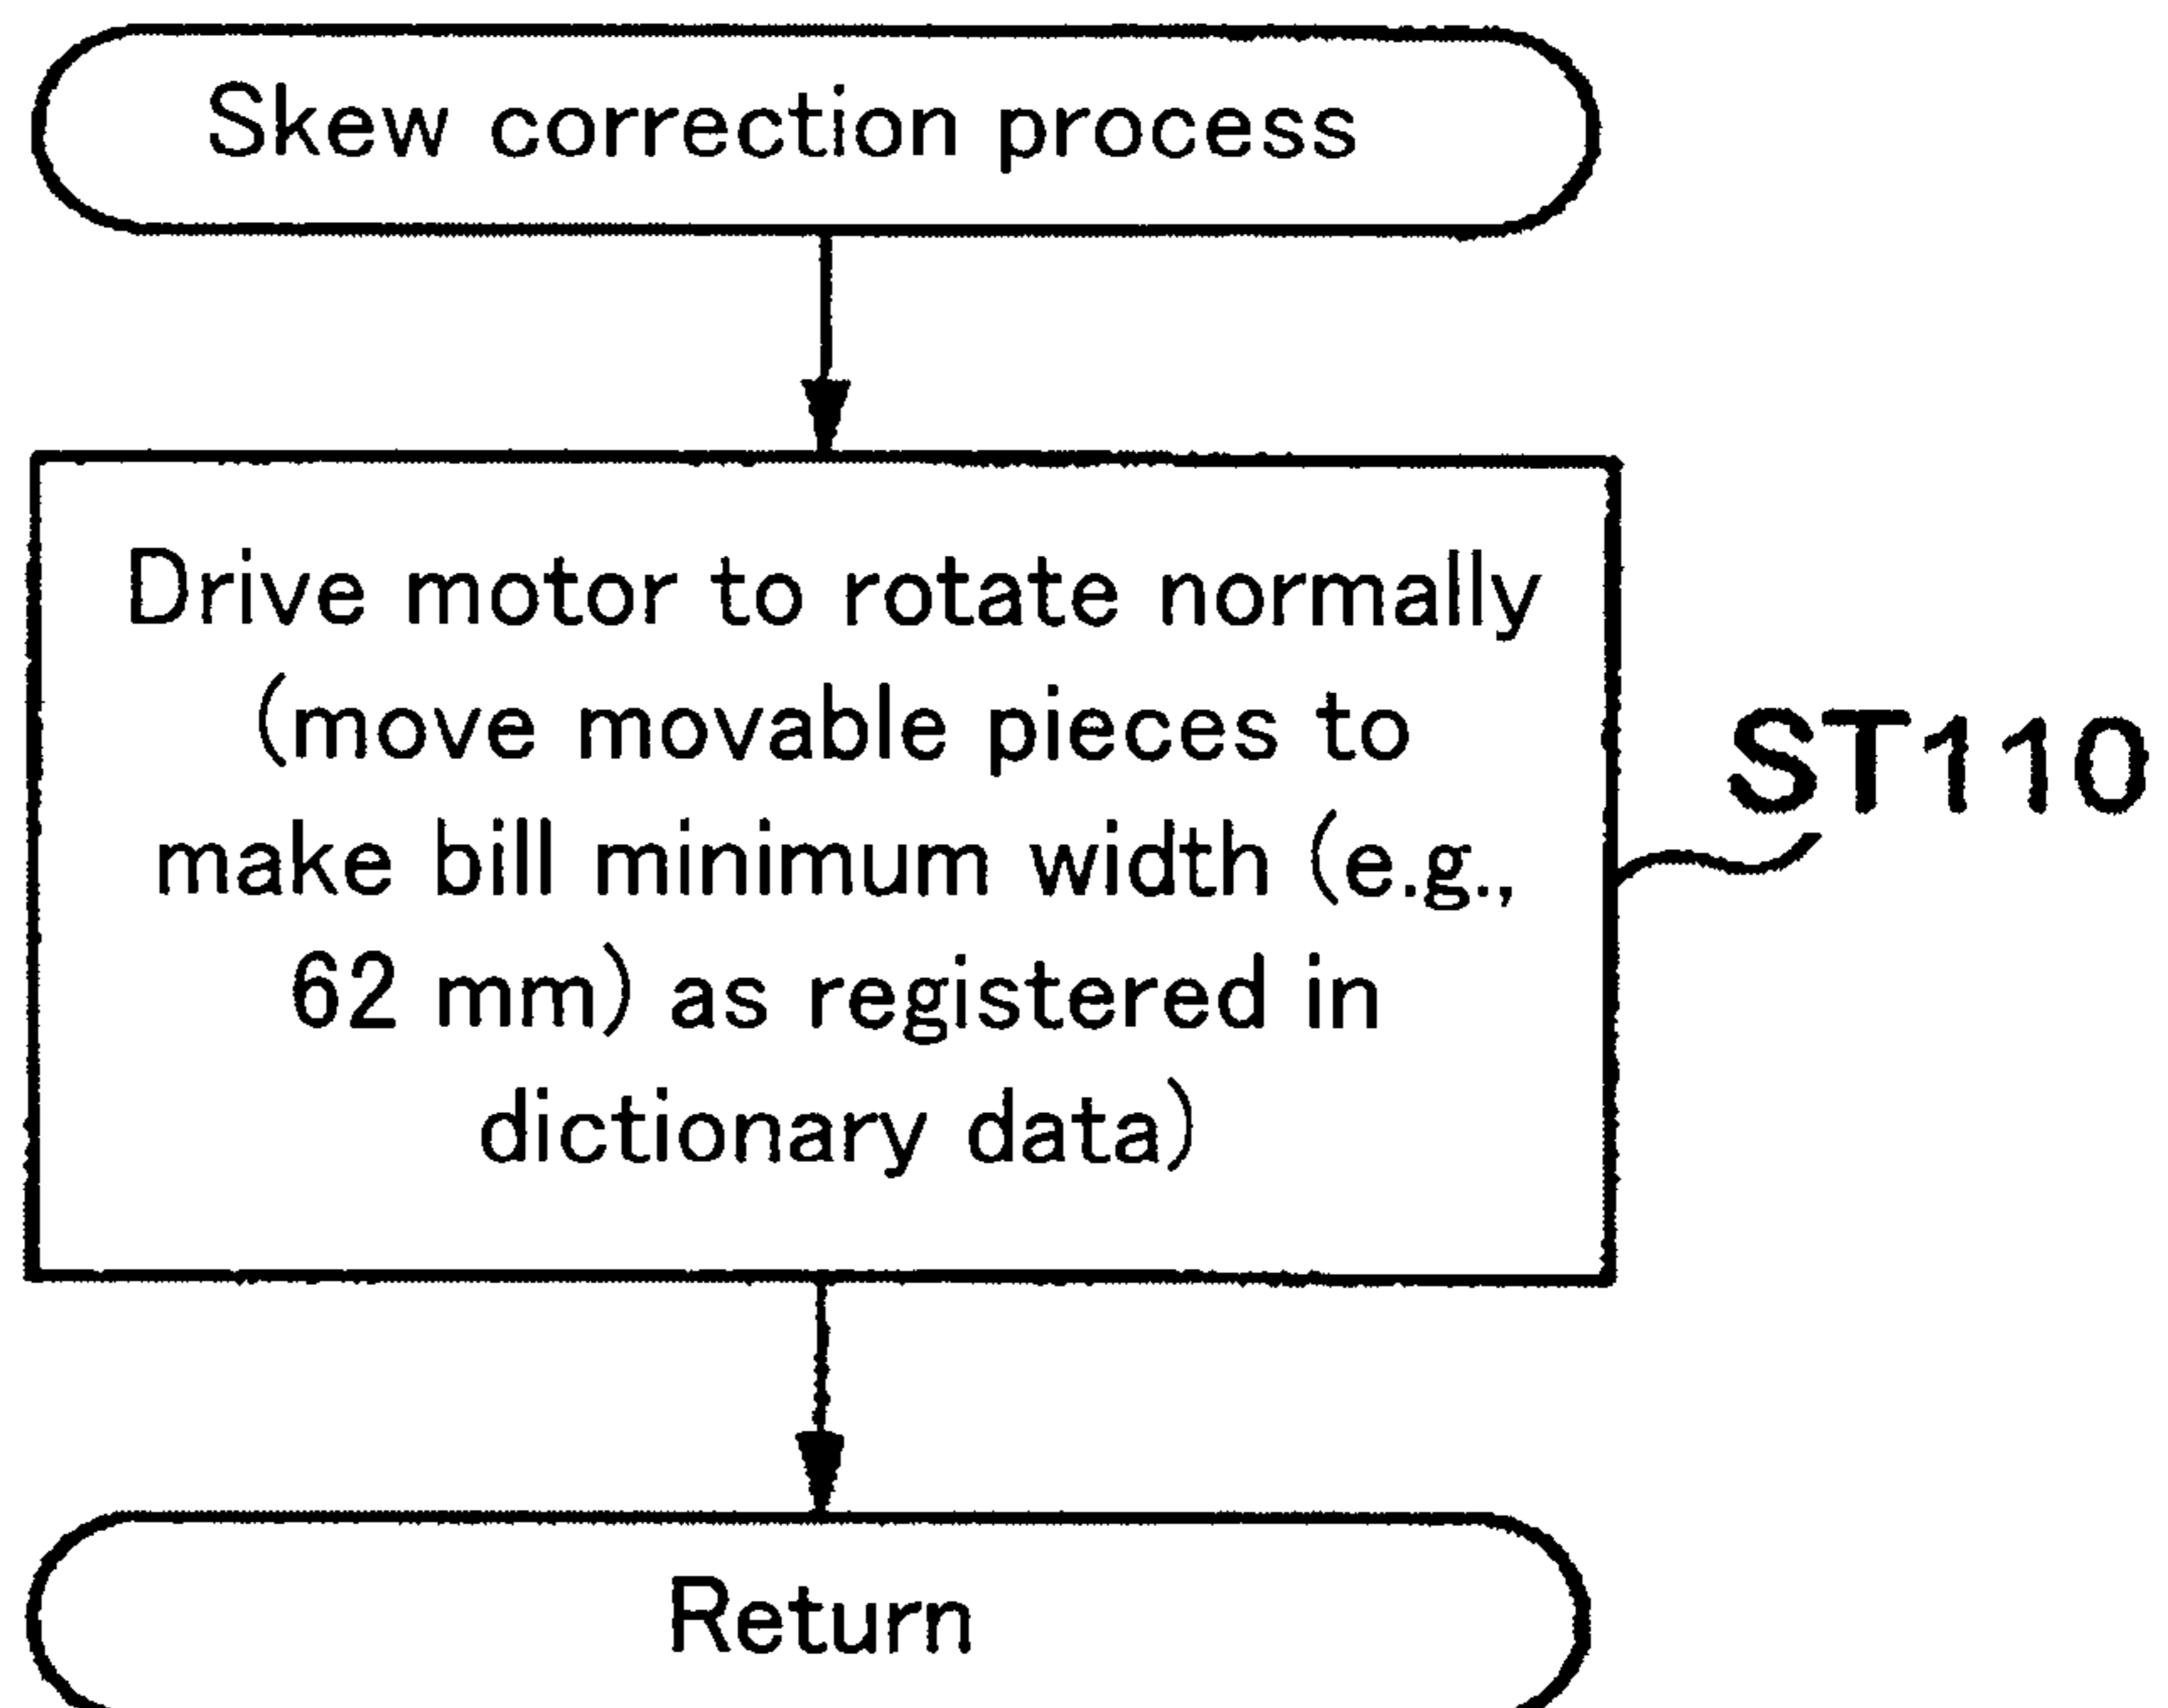 Skew correction process
Drive motor to rotate normally
(move movable pieces to
make bill minimum width (e.g.,
62 mm) as registered in
dictionary data)
ST110
Return